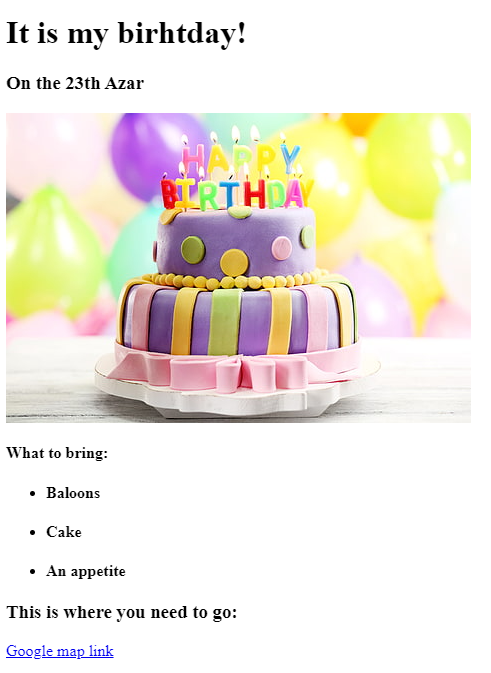 It is my birhtday!
On the 23th Azar
HAPPY
BIRTHDAY
What to bring:
Baloons
Cake
An appetite
This is where you need to go:
Google map link